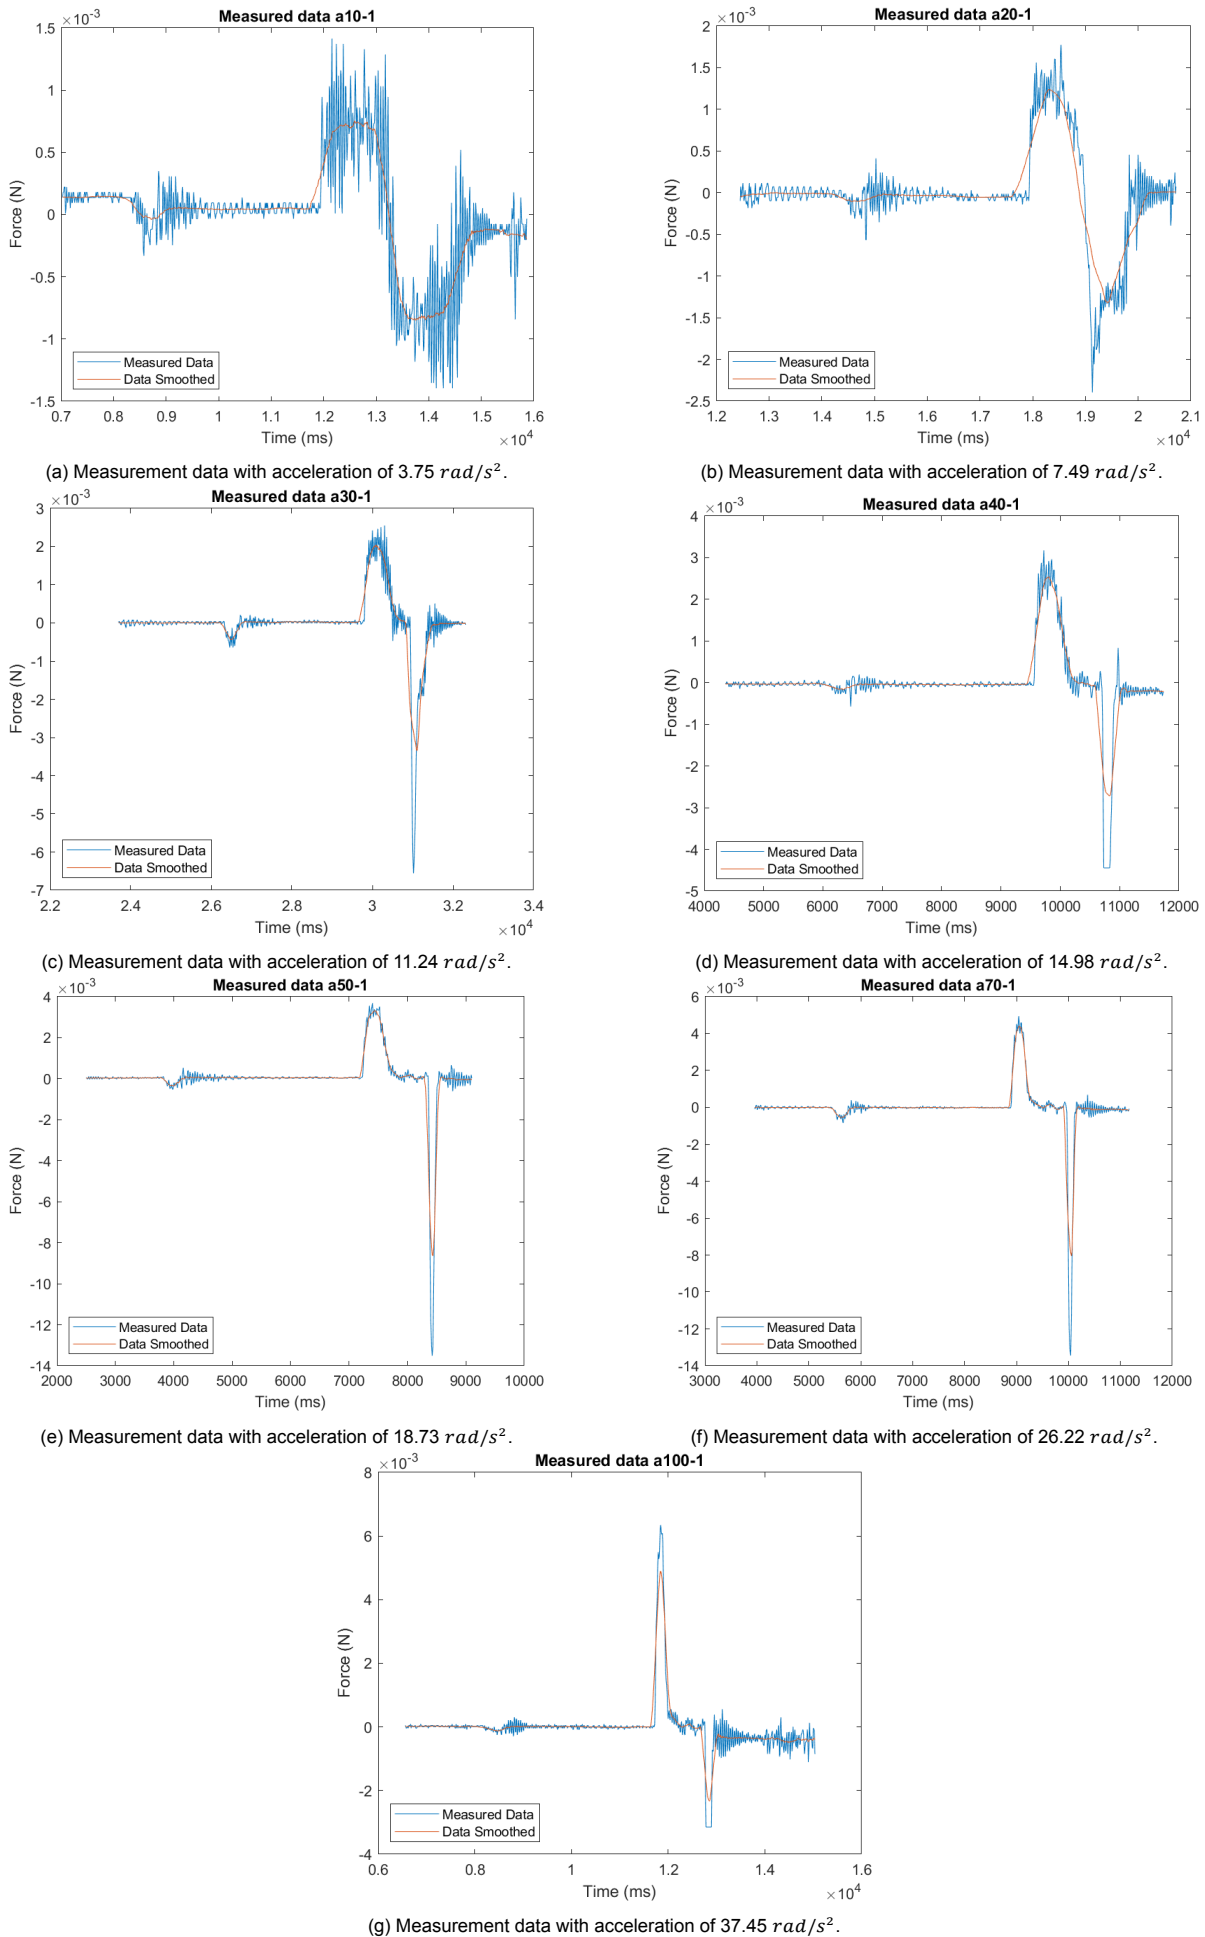 ×10⁻³
Measured data a10-1
1.5
1
0.5
0
-0.5
-1
-1.5
Force (N)
Measured Data
Data Smoothed
0.7 0.8 0.9 1 1.1 1.2 1.3 1.4 1.5 1.6
Time (ms)
×10⁴
(a) Measurement data with acceleration of 3.75 rad/s².
×10⁻³
Measured data a20-1
2
1.5
1
0.5
0
-0.5
-1
-1.5
-2
-2.5
Force (N)
Measured Data
Data Smoothed
1.2 1.3 1.4 1.5 1.6 1.7 1.8 1.9 2 2.1
Time (ms)
×10⁴
(b) Measurement data with acceleration of 7.49 rad/s².
×10⁻³
Measured data a30-1
3
2
1
0
-1
-2
-3
-4
-5
-6
-7
Force (N)
Measured Data
Data Smoothed
2.2 2.4 2.6 2.8 3 3.2 3.4
Time (ms)
×10⁴
(c) Measurement data with acceleration of 11.24 rad/s².
×10⁻³
Measured data a40-1
4
3
2
1
0
-1
-2
-3
-4
-5
Force (N)
Measured Data
Data Smoothed
4000 5000 6000 7000 8000 9000 10000 11000 12000
Time (ms)
(d) Measurement data with acceleration of 14.98 rad/s².
×10⁻³
Measured data a50-1
4
2
0
-2
-4
-6
-8
-10
-12
-14
Force (N)
Measured Data
Data Smoothed
2000 3000 4000 5000 6000 7000 8000 9000 10000
Time (ms)
(e) Measurement data with acceleration of 18.73 rad/s².
×10⁻³
Measured data a70-1
6
4
2
0
-2
-4
-6
-8
-10
-12
-14
Force (N)
Measured Data
Data Smoothed
3000 4000 5000 6000 7000 8000 9000 10000 11000 12000
Time (ms)
(f) Measurement data with acceleration of 26.22 rad/s².
×10⁻³
Measured data a100-1
8
6
4
2
0
-2
-4
Force (N)
Measured Data
Data Smoothed
0.6 0.8 1 1.2 1.4 1.6
Time (ms)
×10⁴
(g) Measurement data with acceleration of 37.45 rad/s².